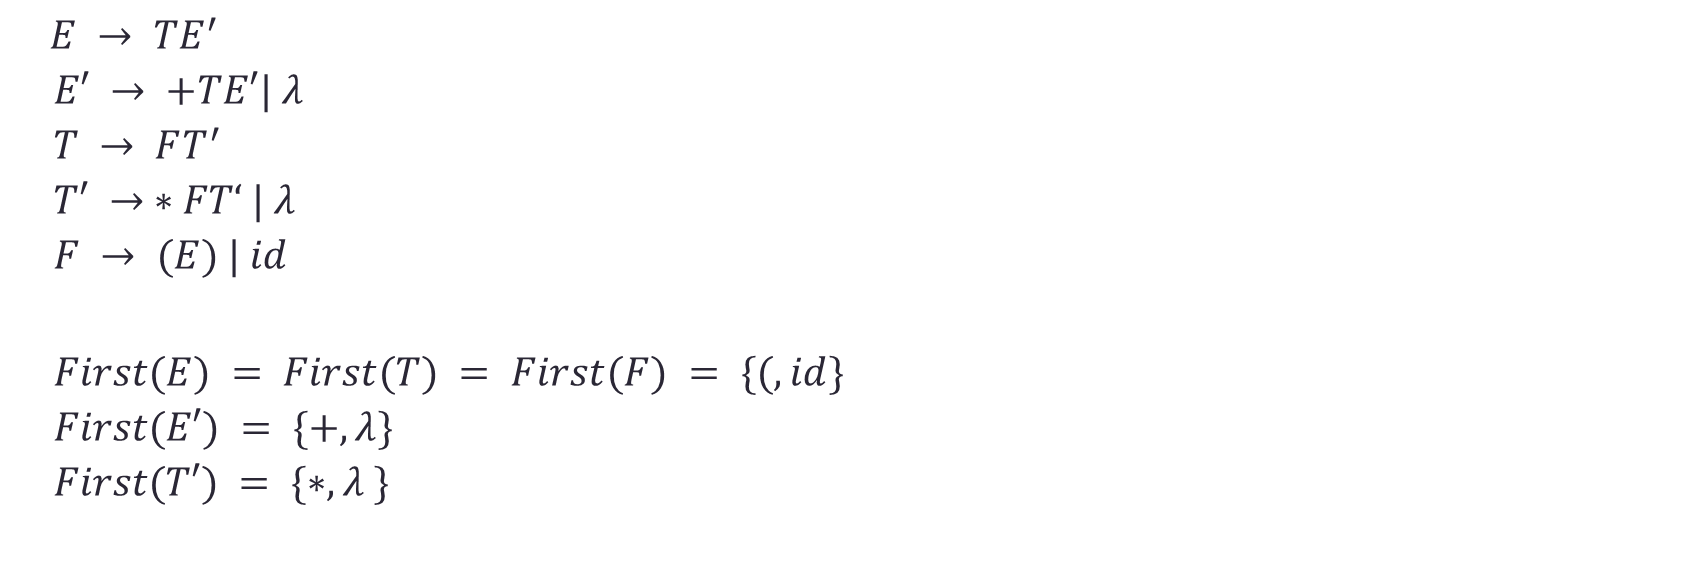 E → TE′
E′ → +TE′| λ
T → FT′
T′ →∗ FT‘ | λ
F → (E) | id
First(E) = First(T) = First(F) = {(, id}
First(E′) = {+, λ}
First(T′) = {∗, λ }